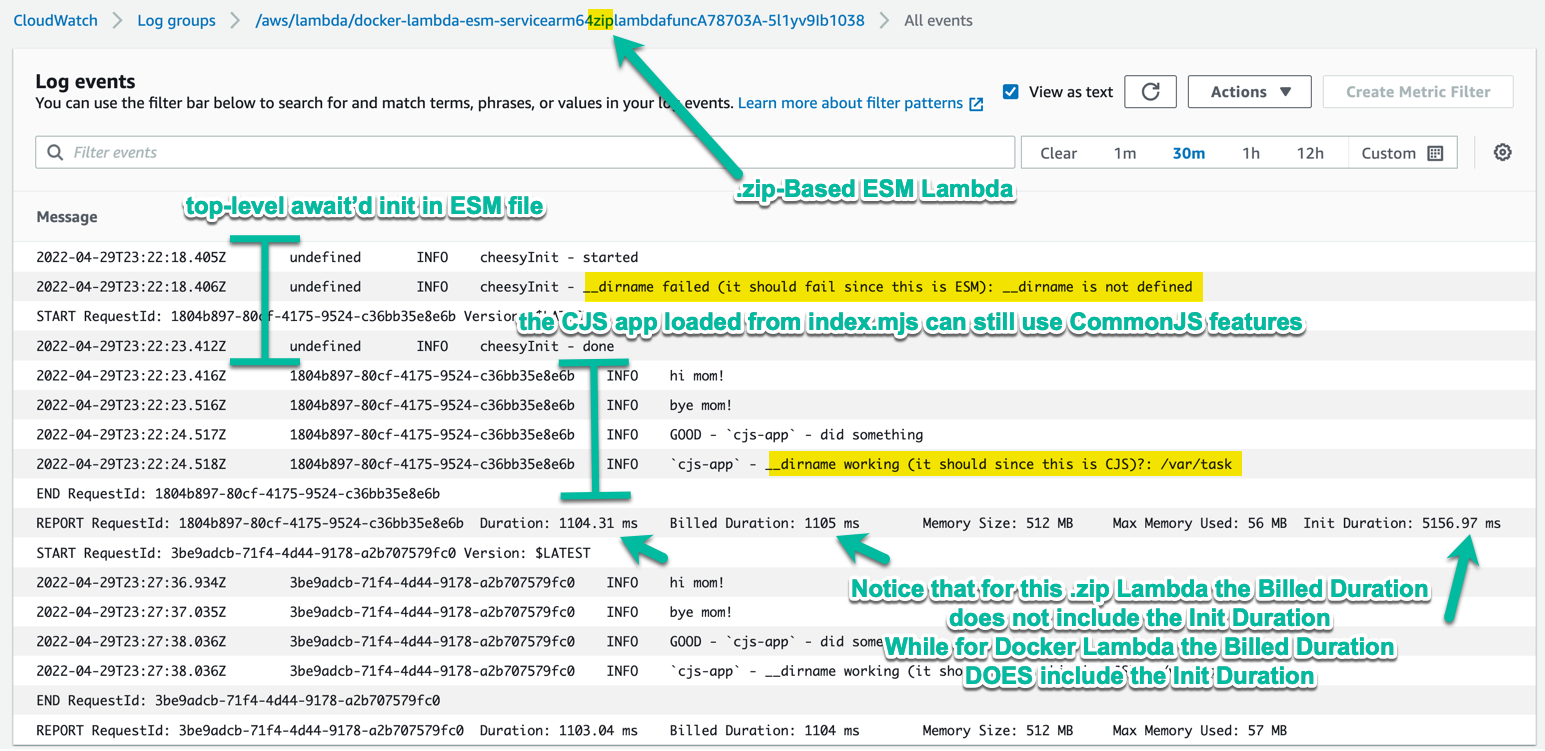 CloudWatch > Log groups > /aws/lambda/docker-lambda-esm-servicearm64ziplambdafuncA78703A-5l1yv9Ib1038 > All events
Log events
You can use the filter bar below to search for and match terms, phrases, or values in your log events. Learn more about filter patterns
View as text
Actions
Create Metric Filter
Filter events
Clear 1m 30m 1h 12h Custom
.zip-Based ESM Lambda
top-level await’d init in ESM file
Message
2022-04-29T23:22:18.405Z undefined INFO cheesyInit - started
2022-04-29T23:22:18.406Z undefined INFO cheesyInit - __dirname failed (it should fail since this is ESM): __dirname is not defined
START RequestId: 1804b897-80cf-4175-9524-c36bb35e8e6b Version: $LATEST
the CJS app loaded from index.mjs can still use CommonJS features
2022-04-29T23:22:23.412Z undefined INFO cheesyInit - done
2022-04-29T23:22:23.416Z 1804b897-80cf-4175-9524-c36bb35e8e6b INFO hi mom!
2022-04-29T23:22:23.516Z 1804b897-80cf-4175-9524-c36bb35e8e6b INFO bye mom!
2022-04-29T23:22:24.517Z 1804b897-80cf-4175-9524-c36bb35e8e6b INFO GOOD - `cjs-app` - did something
2022-04-29T23:22:24.518Z 1804b897-80cf-4175-9524-c36bb35e8e6b INFO `cjs-app` - __dirname working (it should since this is CJS)?: /var/task
END RequestId: 1804b897-80cf-4175-9524-c36bb35e8e6b
REPORT RequestId: 1804b897-80cf-4175-9524-c36bb35e8e6b Duration: 1104.31 ms Billed Duration: 1105 ms Memory Size: 512 MB Max Memory Used: 56 MB Init Duration: 5156.97 ms
START RequestId: 3be9adcb-71f4-4d44-9178-a2b707579fc0 Version: $LATEST
2022-04-29T23:27:36.934Z 3be9adcb-71f4-4d44-9178-a2b707579fc0 INFO hi mom!
2022-04-29T23:27:37.035Z 3be9adcb-71f4-4d44-9178-a2b707579fc0 INFO bye mom!
2022-04-29T23:27:38.036Z 3be9adcb-71f4-4d44-9178-a2b707579fc0 INFO GOOD - `cjs-app` - did
2022-04-29T23:27:38.036Z 3be9adcb-71f4-4d44-9178-a2b707579fc0 INFO `cjs-app` - __dirname working (it
Notice that for this .zip Lambda the Billed Duration
does not include the Init Duration
While for Docker Lambda the Billed Duration
DOES include the Init Duration
END RequestId: 3be9adcb-71f4-4d44-9178-a2b707579fc0
REPORT RequestId: 3be9adcb-71f4-4d44-9178-a2b707579fc0 Duration: 1103.04 ms Billed Duration: 1104 ms Memory Size: 512 MB Max Memory Used: 57 MB